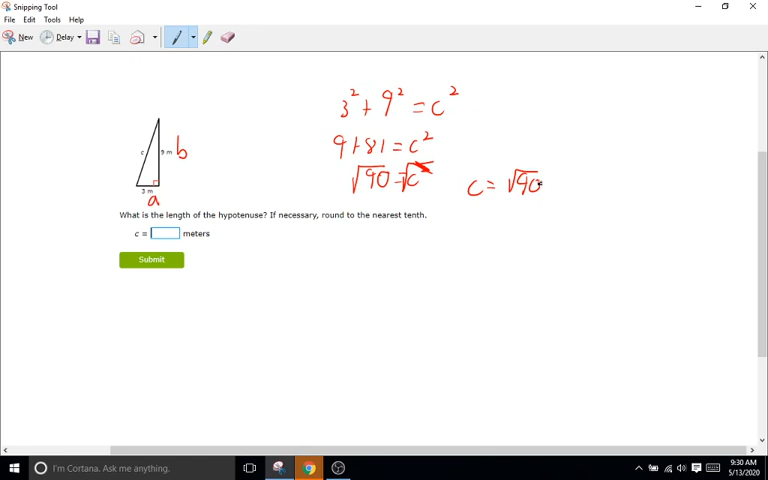 Snipping Tool
File Edit Tools Help
New Delay
3² + 9² = c²
9 + 81 = c²
√90 = √c²
c = √90
c
9 m
b
3 m
a
What is the length of the hypotenuse? If necessary, round to the nearest tenth.
c = meters
Submit
I'm Cortana. Ask me anything.
9:30 AM
5/13/2020